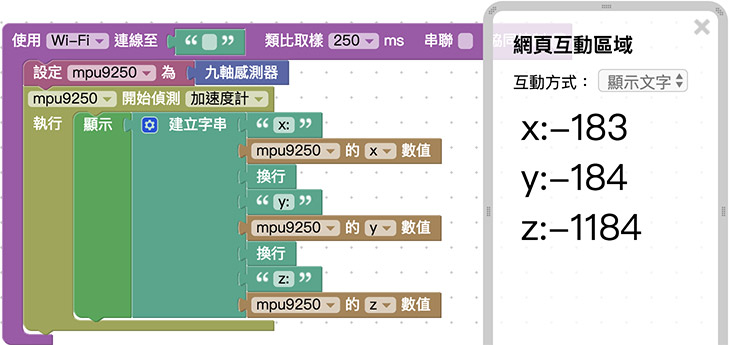 使用 Wi-Fi 連線至 “ ” 類比取樣 250 ms 串聯
設定 mpu9250 為 九軸感測器
mpu9250 開始偵測 加速度計
執行 顯示 建立字串 “ x: ”
mpu9250 的 x 數值
換行
“ y: ”
mpu9250 的 y 數值
換行
“ z: ”
mpu9250 的 z 數值
網頁互動區域
互動方式： 顯示文字
x:-183
y:-184
z:-1184